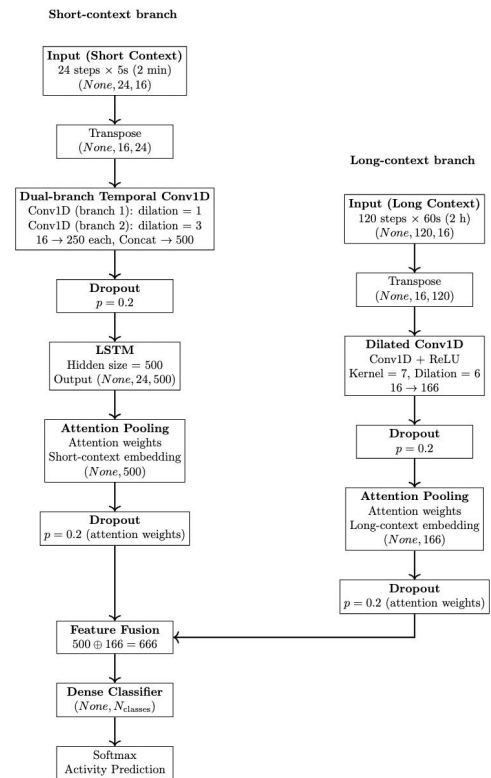 Short-context branch
Input (Short Context)
24 steps × 5s (2 min)
(None, 24, 16)
Transpose
(None, 16, 24)
Dual-branch Temporal Conv1D
Conv1D (branch 1): dilation = 1
Conv1D (branch 2): dilation = 3
16 → 250 each, Concat → 500
Dropout
p = 0.2
LSTM
Hidden size = 500
Output (None, 24, 500)
Attention Pooling
Attention weights
Short-context embedding
(None, 500)
Dropout
p = 0.2 (attention weights)
Long-context branch
Input (Long Context)
120 steps × 60s (2 h)
(None, 120, 16)
Transpose
(None, 16, 120)
Dilated Conv1D
Conv1D + ReLU
Kernel = 7, Dilation = 6
16 → 166
Dropout
p = 0.2
Attention Pooling
Attention weights
Long-context embedding
(None, 166)
Dropout
p = 0.2 (attention weights)
Feature Fusion
500 ⊕ 166 = 666
Dense Classifier
(None, N_classes)
Softmax
Activity Prediction